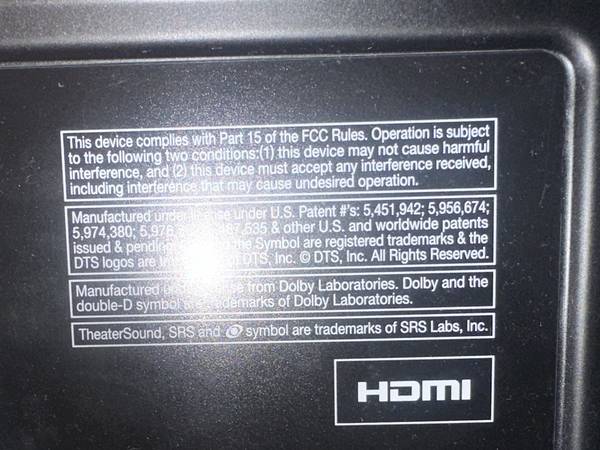 This device complies with Part 15 of the FCC Rules. Operation is subject
to the following two conditions:(1) this device may not cause harmful
interference, and (2) this device must accept any interference received,
including interference that may cause undesired operation.
Manufactured under license under U.S. Patent #'s: 5,451,942; 5,956,674;
5,974,380; 5,978, ,535 & other U.S. and worldwide patents
issued & pending. the Symbol are registered trademarks & the
DTS logos are of DTS, Inc. © DTS, Inc. All Rights Reserved.
Manufactured from Dolby Laboratories. Dolby and the
double-D symbol trademarks of Dolby Laboratories.
TheaterSound, SRS and symbol are trademarks of SRS Labs, Inc.
HDMI